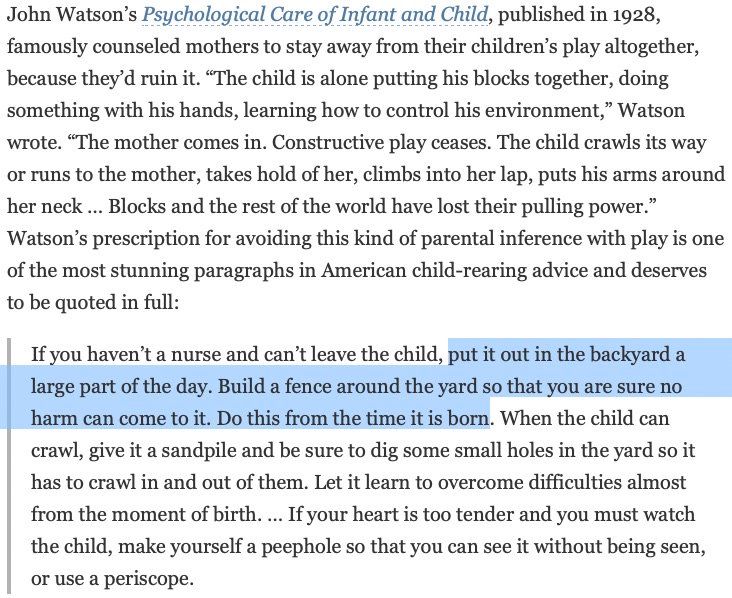 John Watson’s Psychological Care of Infant and Child, published in 1928,
famously counseled mothers to stay away from their children’s play altogether,
because they’d ruin it. “The child is alone putting his blocks together, doing
something with his hands, learning how to control his environment,” Watson
wrote. “The mother comes in. Constructive play ceases. The child crawls its way
or runs to the mother, takes hold of her, climbs into her lap, puts his arms around
her neck ... Blocks and the rest of the world have lost their pulling power.”
Watson’s prescription for avoiding this kind of parental inference with play is one
of the most stunning paragraphs in American child-rearing advice and deserves
to be quoted in full:
If you haven’t a nurse and can’t leave the child, put it out in the backyard a
large part of the day. Build a fence around the yard so that you are sure no
harm can come to it. Do this from the time it is born. When the child can
crawl, give it a sandpile and be sure to dig some small holes in the yard so it
has to crawl in and out of them. Let it learn to overcome difficulties almost
from the moment of birth. ... If your heart is too tender and you must watch
the child, make yourself a peephole so that you can see it without being seen,
or use a periscope.